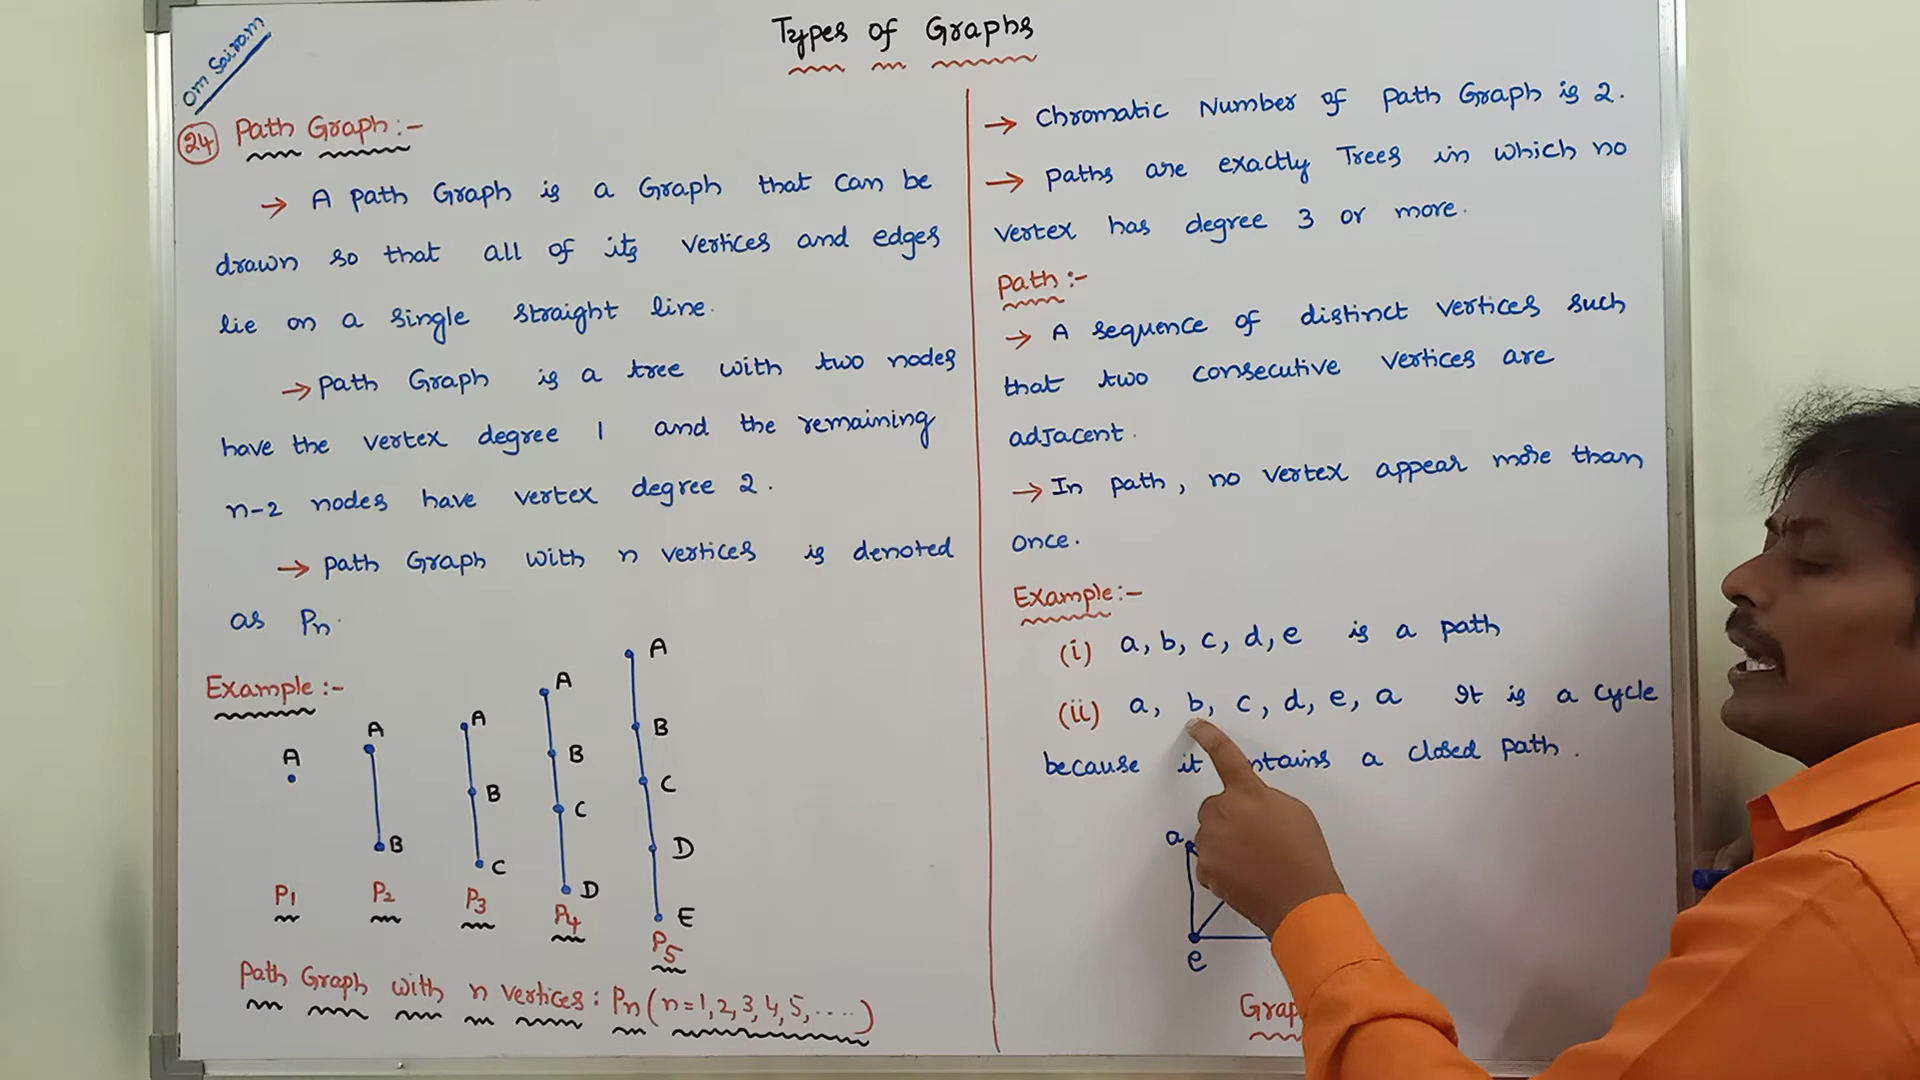 Types of Graphs
Om Sairam
24 Path Graph :-
→ A path Graph is a Graph that can be
drawn so that all of its vertices and edges
lie on a single straight line.
→ path Graph is a tree with two nodes
have the vertex degree 1 and the remaining
n-2 nodes have vertex degree 2.
→ path Graph with n vertices is denoted
as Pn.
Example :-
A
A
B
A
B
C
A
B
C
D
A
B
C
D
E
P1 P2 P3 P4 P5
path Graph with n vertices : Pn (n=1,2,3,4,5,....)
→ Chromatic Number of path Graph is 2.
→ paths are exactly Trees in which no
vertex has degree 3 or more.
path :-
→ A sequence of distinct vertices such
that two consecutive vertices are
adjacent.
→ In path, no vertex appear more than
once.
Example :-
(i) a, b, c, d, e is a path
(ii) a, b, c, d, e, a It is a cycle
because it a closed path.
a
e